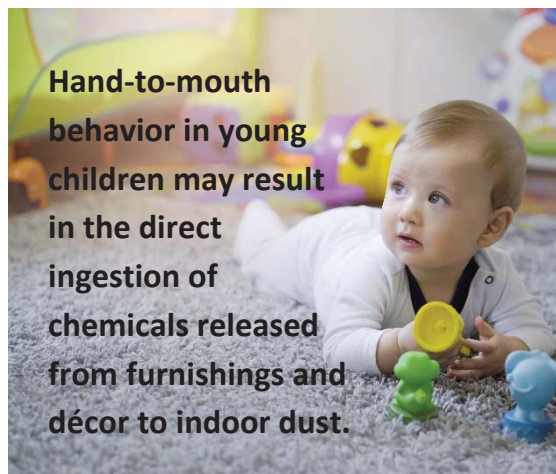 Hand-to-mouth
behavior in young
children may result
in the direct
ingestion of
chemicals released
from furnishings and
décor to indoor dust.